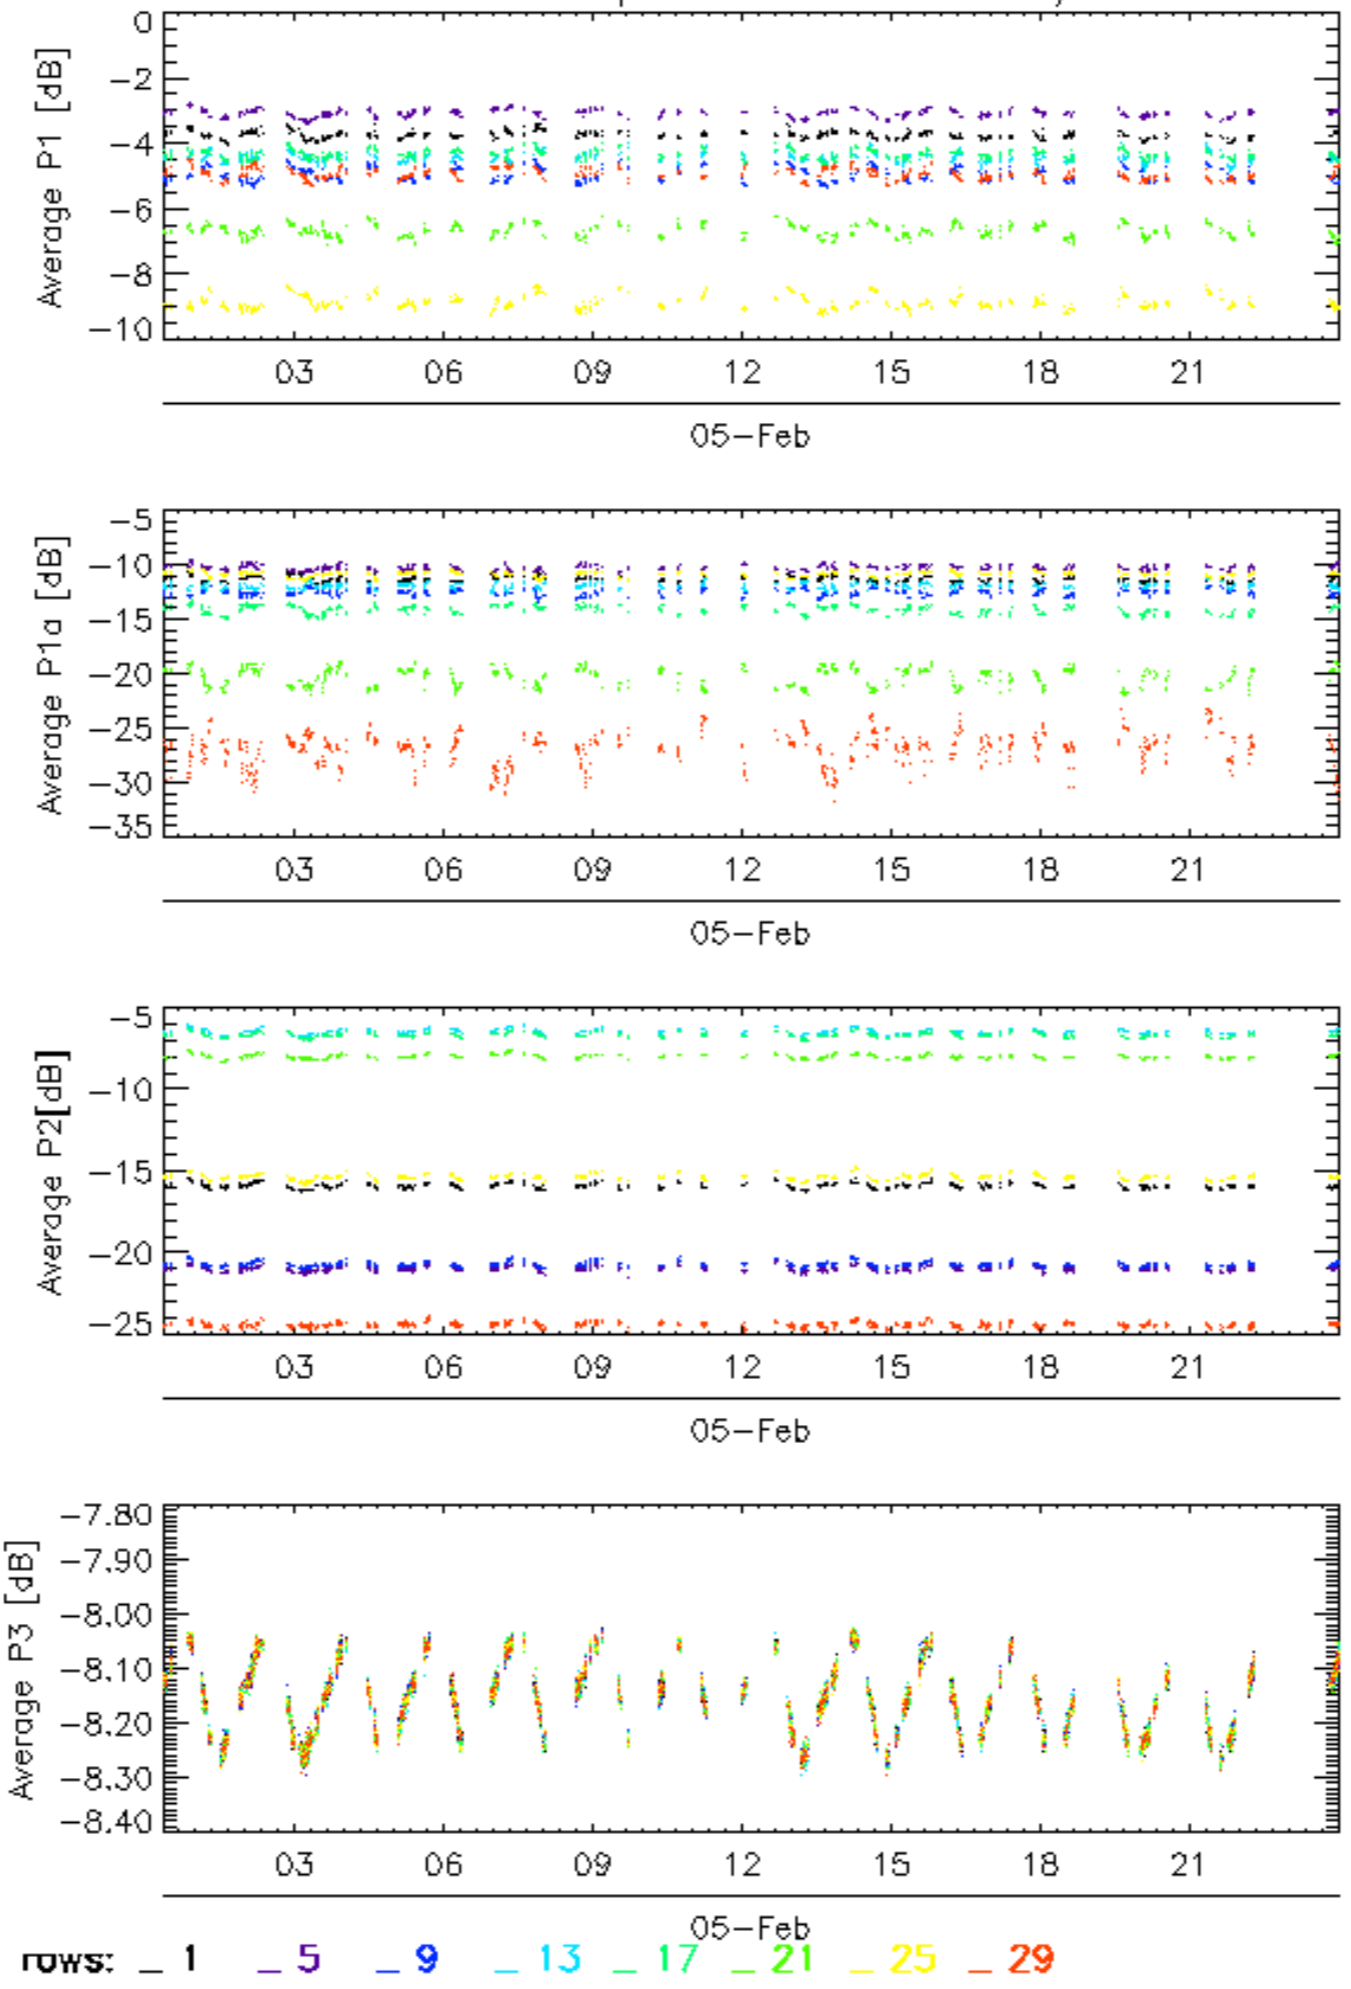 0
-2
-4
-6
-8
-10
Average P1 [dB]
03 06 09 12 15 18 21
05-Feb
-5
-10
-15
-20
-25
-30
-35
Average P1a [dB]
03 06 09 12 15 18 21
05-Feb
-5
-10
-15
-20
-25
Average P2[dB]
03 06 09 12 15 18 21
05-Feb
-7.80
-7.90
-8.00
-8.10
-8.20
-8.30
-8.40
Average P3 [dB]
03 06 09 12 15 18 21
05-Feb
rows: _ 1 _ 5 _ 9 _ 13 _ 17 _ 21 _ 25 _ 29